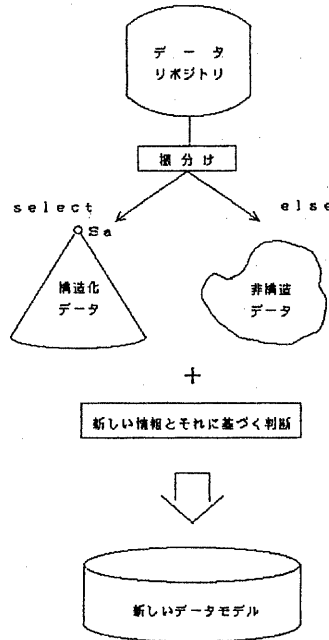 データ
リポジトリ
振分け
select
else
Sa
構造化
データ
非構造
データ
+
新しい情報とそれに基づく判断
新しいデータモデル